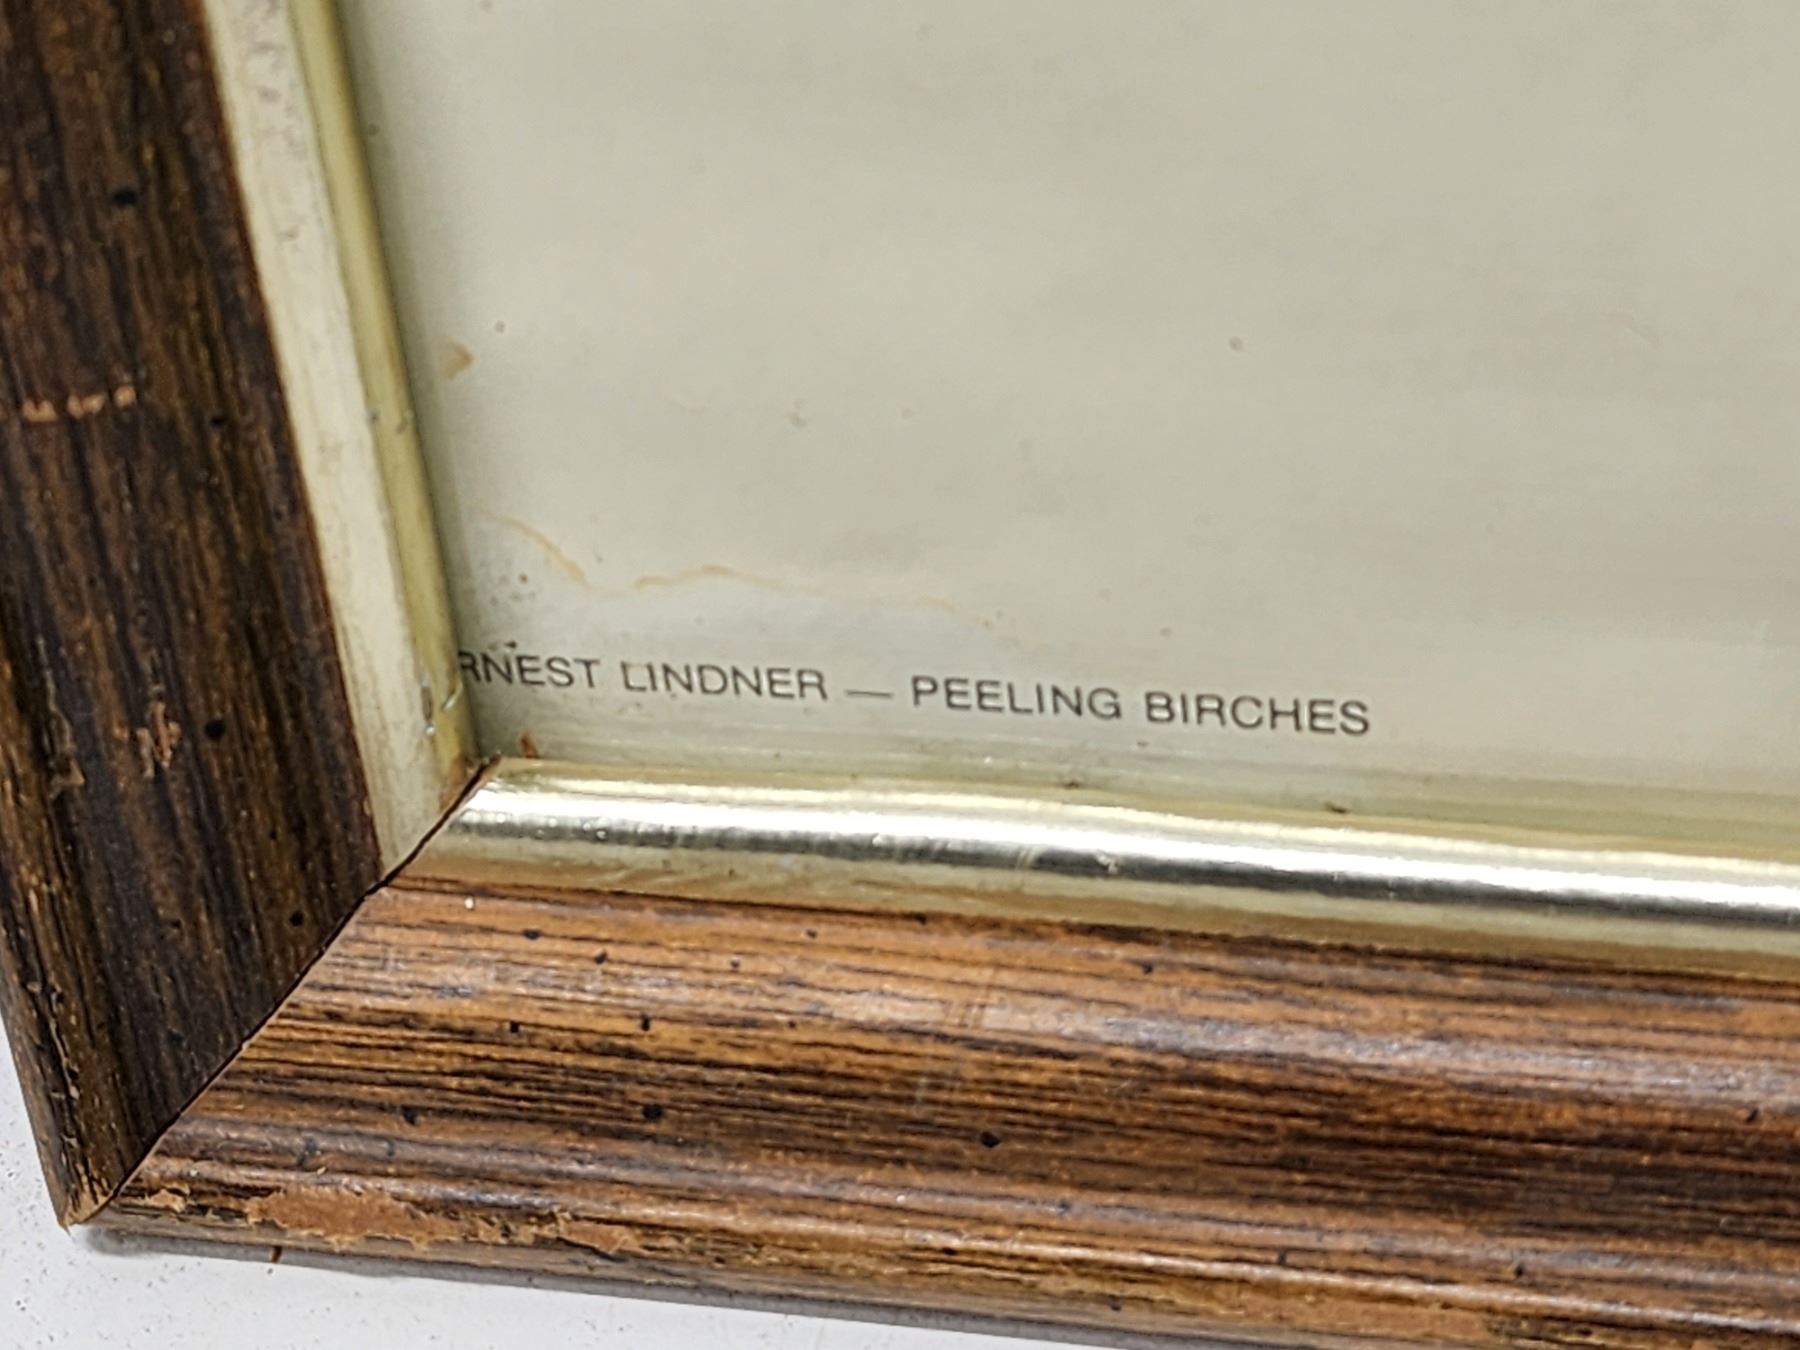 RNEST LINDNER — PEELING BIRCHES